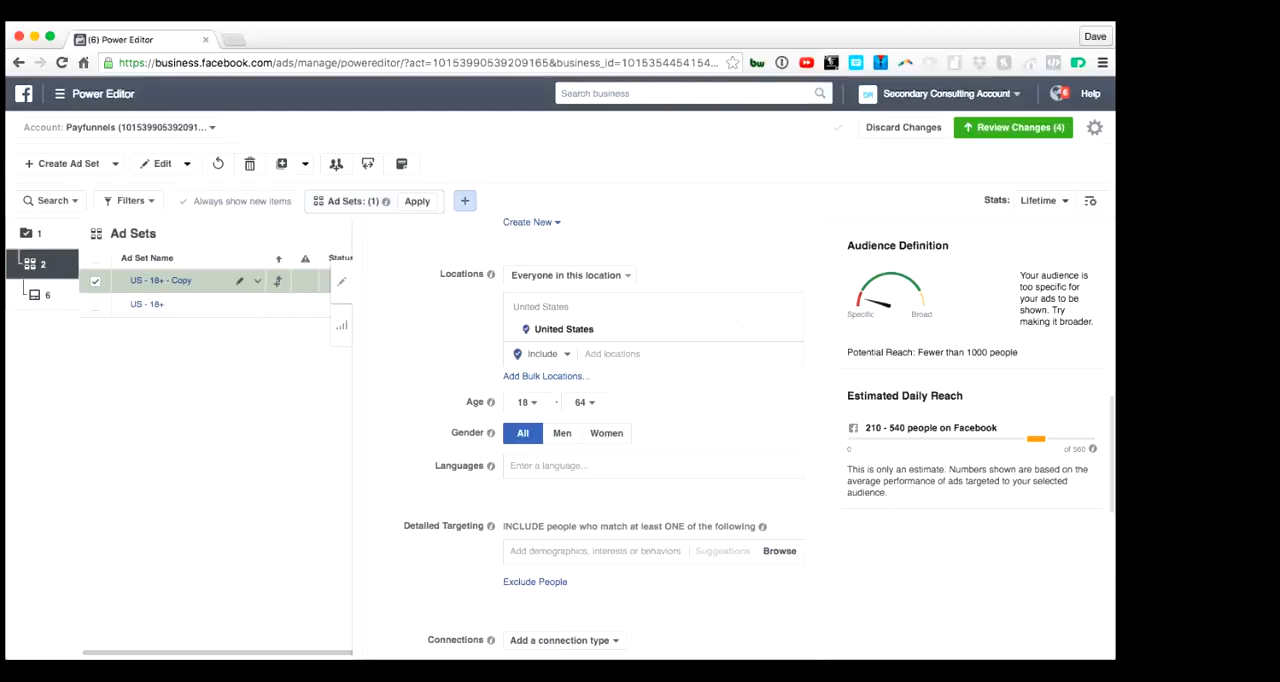 (6) Power Editor
Dave
https://business.facebook.com/ads/manage/powereditor/?act=10153990539209165&business_id=1015354454154...
Power Editor
Search business
Secondary Consulting Account
6
Help
Account: Payfunnels (101539905392091...
Discard Changes
Review Changes (4)
+ Create Ad Set
Edit
Search
Filters
Always show new items
Ad Sets: (1)
Apply
+
Stats:
Lifetime
1
2
6
Ad Sets
Ad Set Name
Status
US - 18+ - Copy
US - 18+
Create New
Locations
Everyone in this location
United States
United States
Include
Add locations
Add Bulk Locations...
Age
18 - 64
Gender
All
Men
Women
Languages
Enter a language...
Detailed Targeting
INCLUDE people who match at least ONE of the following
Add demographics, interests or behaviors
Suggestions
Browse
Exclude People
Connections
Add a connection type
Audience Definition
Specific
Broad
Your audience is
too specific for
your ads to be
shown. Try
making it broader.
Potential Reach: Fewer than 1000 people
Estimated Daily Reach
210 - 540 people on Facebook
0
of 560
This is only an estimate. Numbers shown are based on the
average performance of ads targeted to your selected
audience.